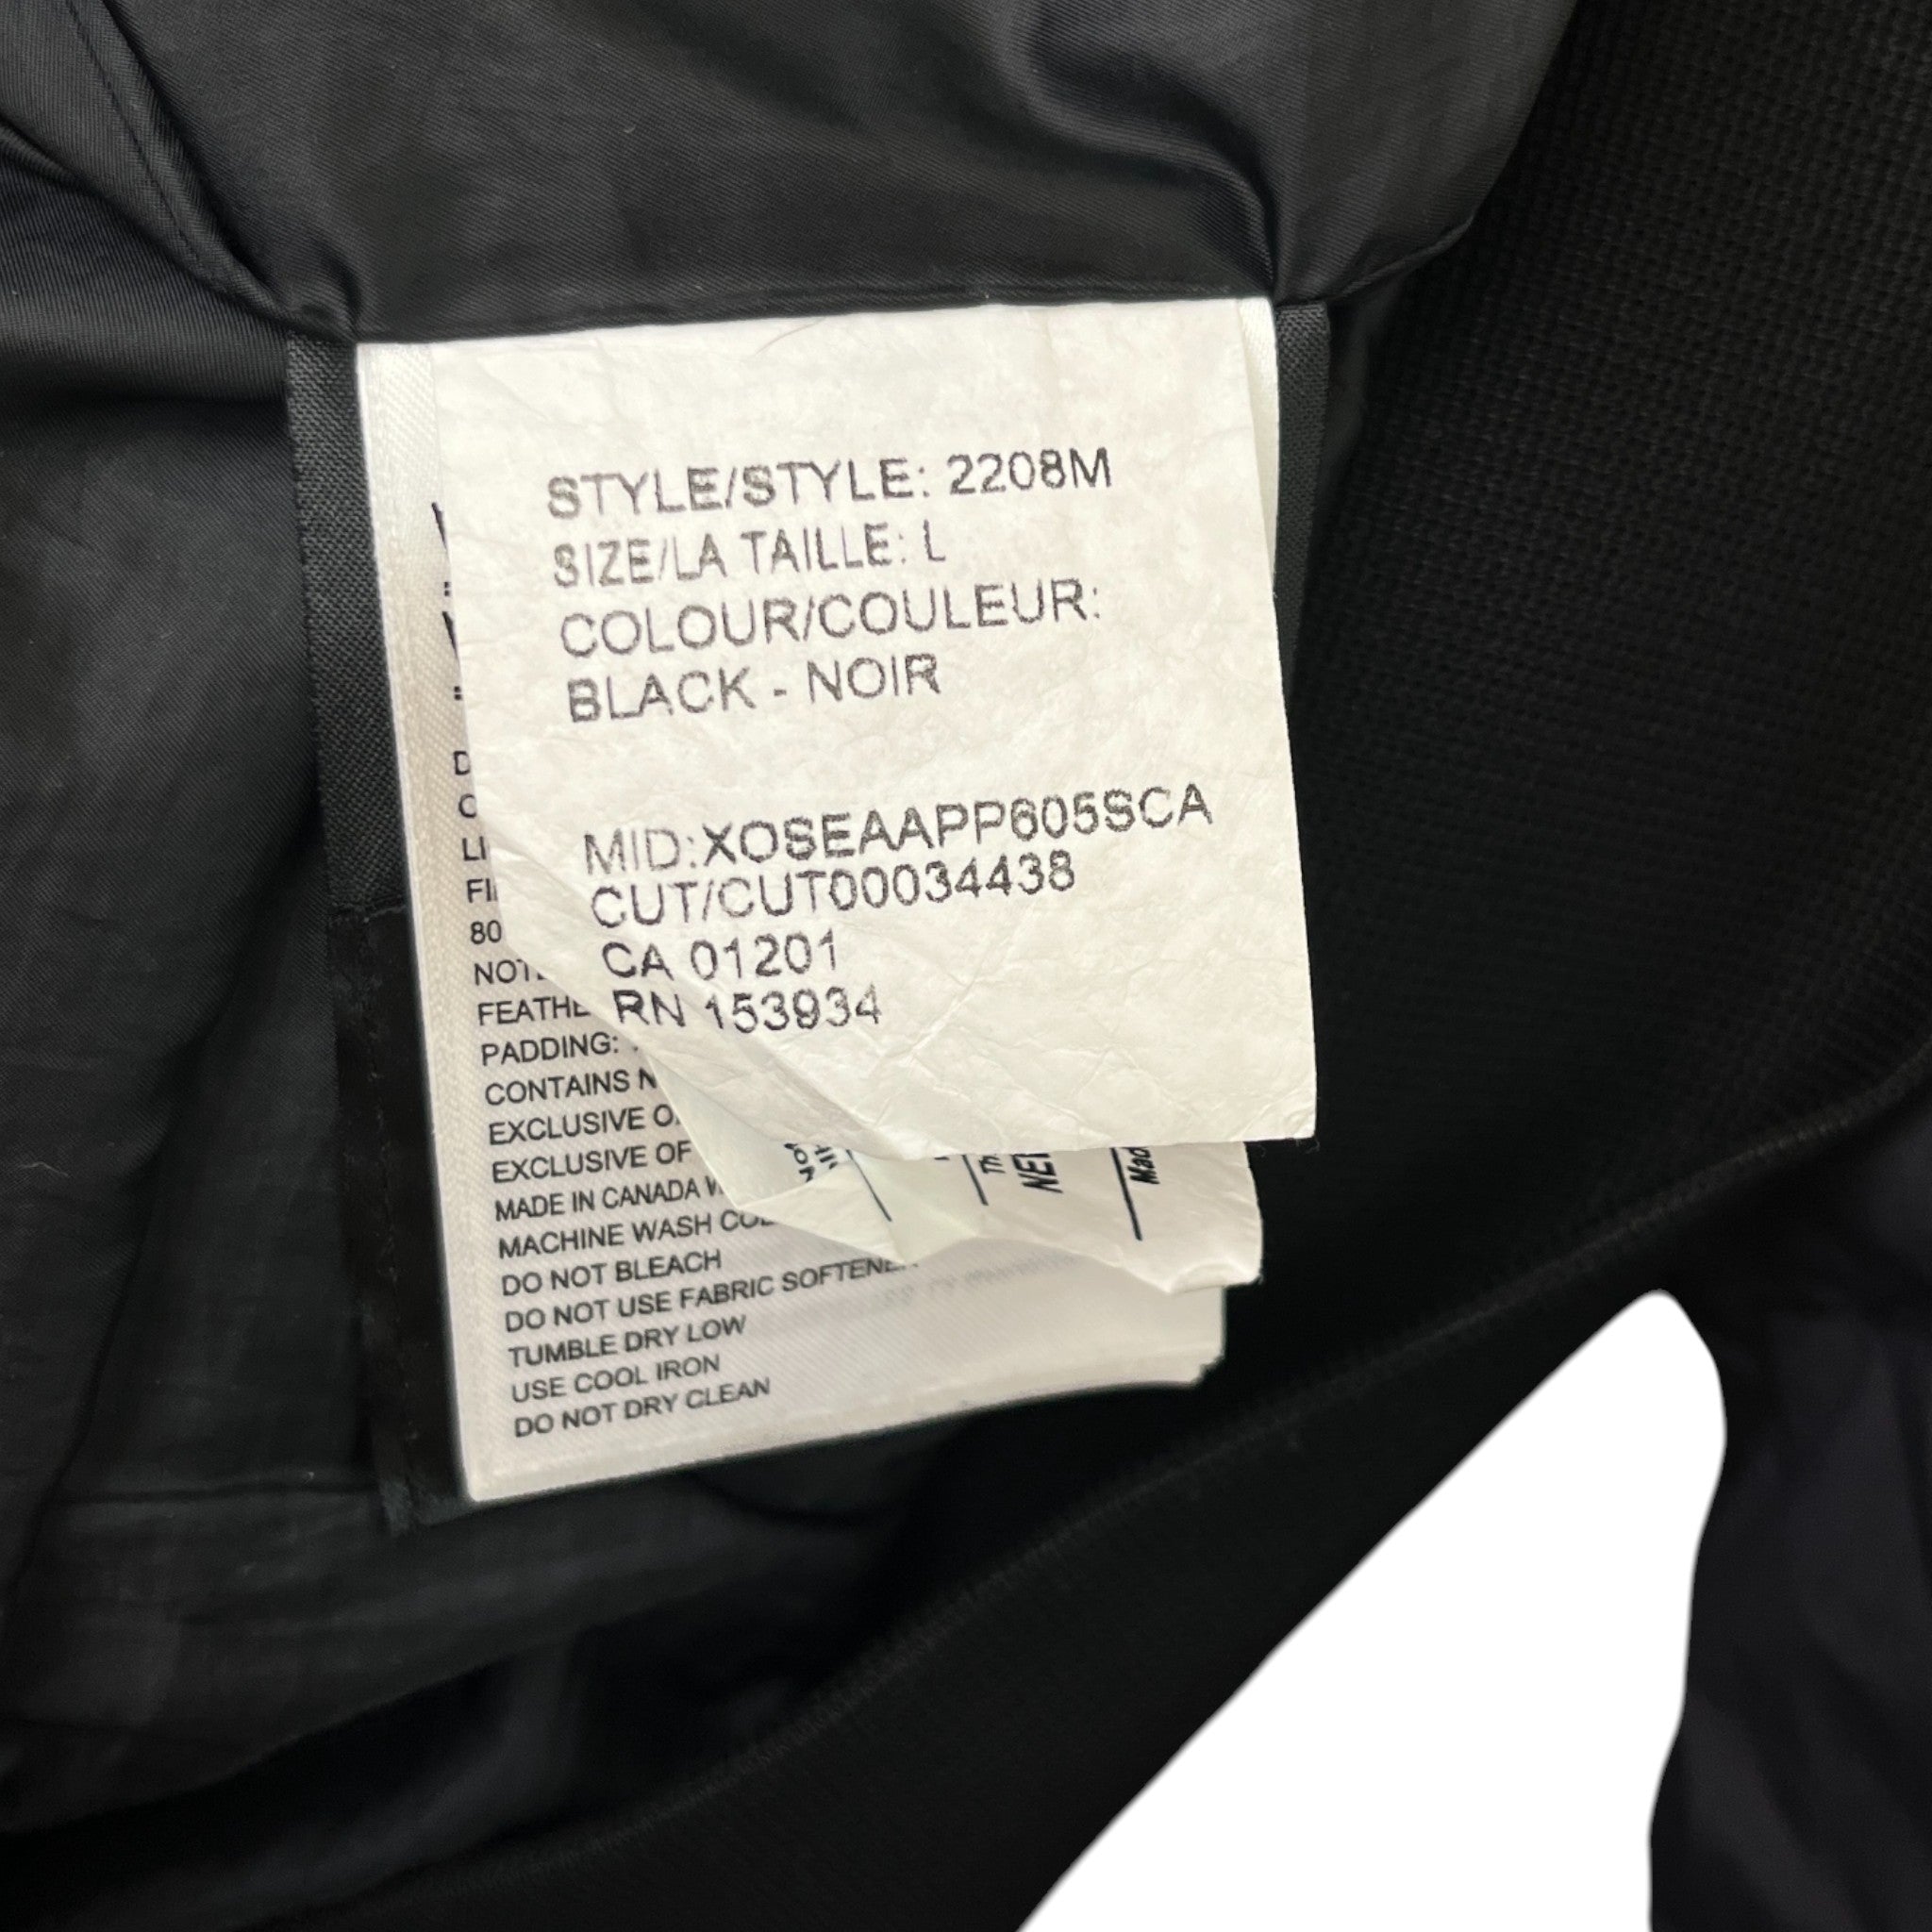 STYLE/STYLE: 2208M
SIZE/LA TAILLE: L
COLOUR/COULEUR:
BLACK - NOIR
MID:XOSEAAPP605SCA
CUT/CUT00034438
CA 01201
RN 153934
80
PADDING:
CONTAINS
EXCLUSIVE
EXCLUSIVE OF
MADE IN CANADA
MACHINE WASH
DO NOT BLEACH
DO NOT USE FABRIC
TUMBLE DRY LOW
USE COOL IRON
DO NOT DRY CLEAN